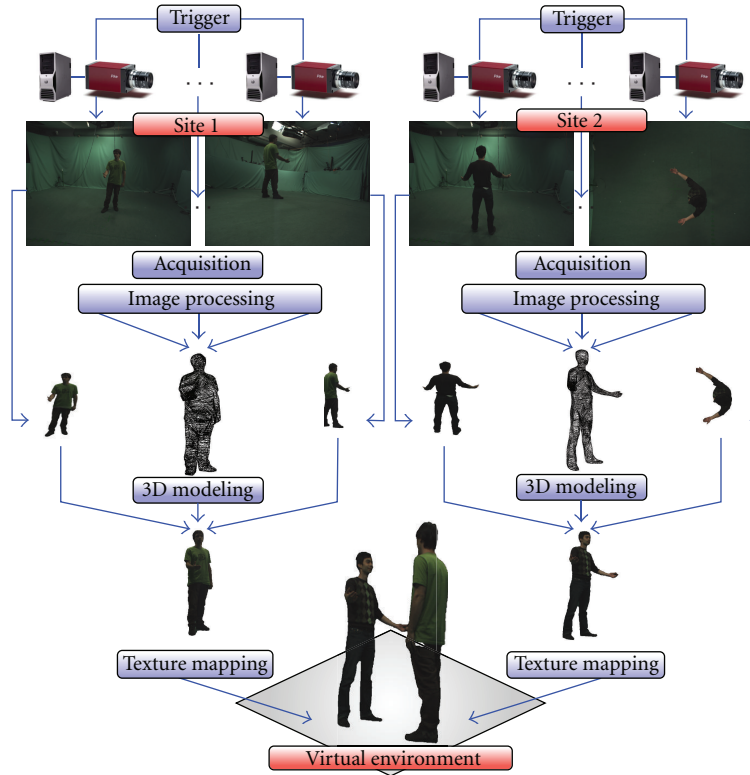 Trigger
Trigger
. . .
. . .
Site 1
Site 2
Acquisition
Acquisition
Image processing
Image processing
3D modeling
3D modeling
Texture mapping
Texture mapping
Virtual environment